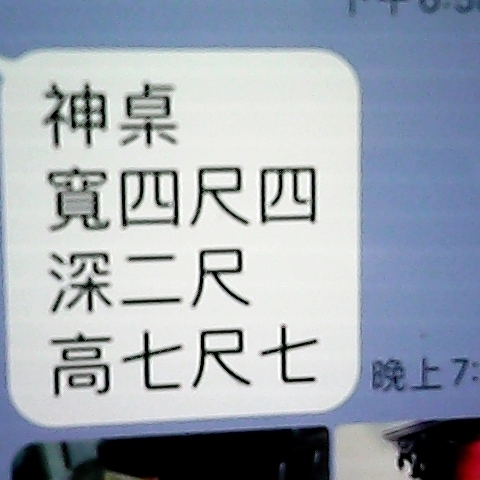 神桌
寬四尺四
深二尺
高七尺七
晚上7: